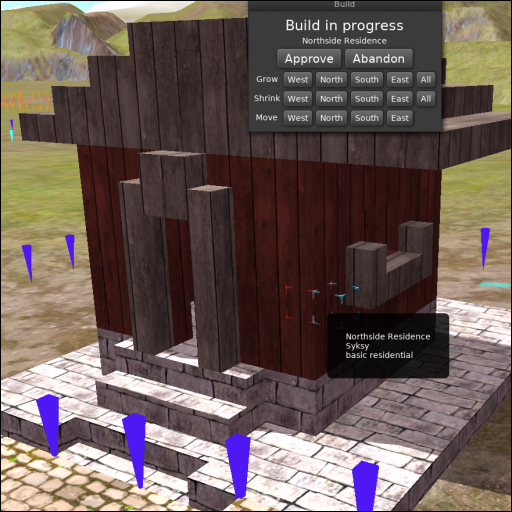 Build
Build in progress
Northside Residence
Approve Abandon
Grow West North South East All
Shrink West North South East All
Move West North South East
Northside Residence
Syksy
basic residential